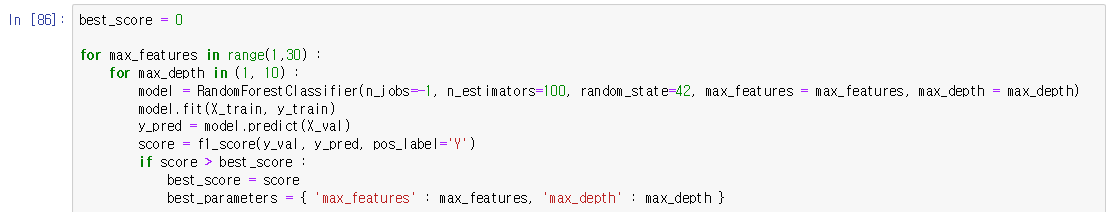 In [86]: best_score = 0
for max_features in range(1,30) :
for max_depth in (1, 10) :
model = RandomForestClassifier(n_jobs=-1, n_estimators=100, random_state=42, max_features = max_features, max_depth = max_depth)
model.fit(X_train, y_train)
y_pred = model.predict(X_val)
score = f1_score(y_val, y_pred, pos_label='Y')
if score > best_score :
best_score = score
best_parameters = { 'max_features' : max_features, 'max_depth' : max_depth }